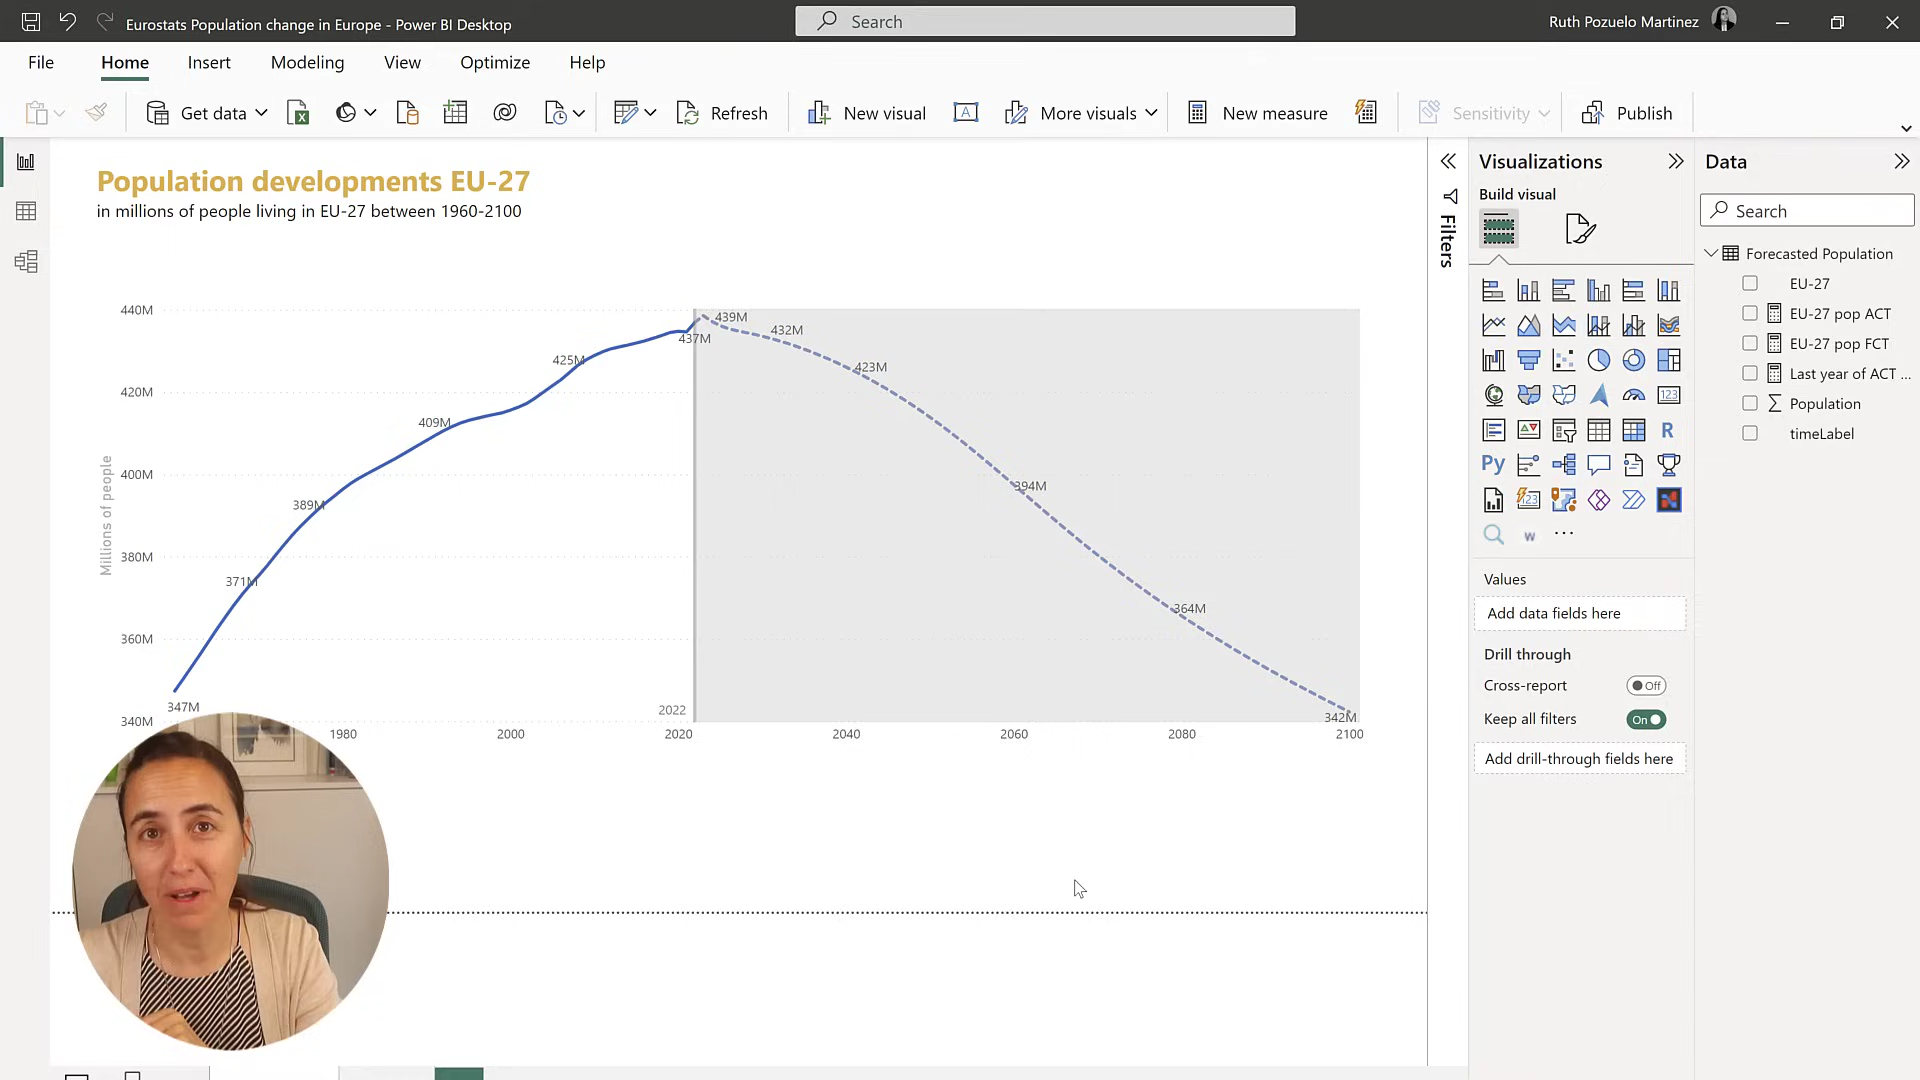 Eurostats Population change in Europe - Power BI Desktop
Search
Ruth Pozuelo Martinez
File
Home
Insert
Modeling
View
Optimize
Help
Get data
Refresh
New visual
More visuals
New measure
Sensitivity
Publish
Population developments EU-27
in millions of people living in EU-27 between 1960-2100
Millions of people
440M
420M
400M
380M
360M
340M
347M
371M
389M
409M
425M
437M
439M
432M
423M
394M
364M
342M
2022
1980
2000
2020
2040
2060
2080
2100
Filters
Visualizations
Build visual
123
R
Py
123
W
...
Values
Add data fields here
Drill through
Cross-report
Off
Keep all filters
On
Add drill-through fields here
Data
Search
Forecasted Population
EU-27
EU-27 pop ACT
EU-27 pop FCT
Last year of ACT ...
Population
timeLabel